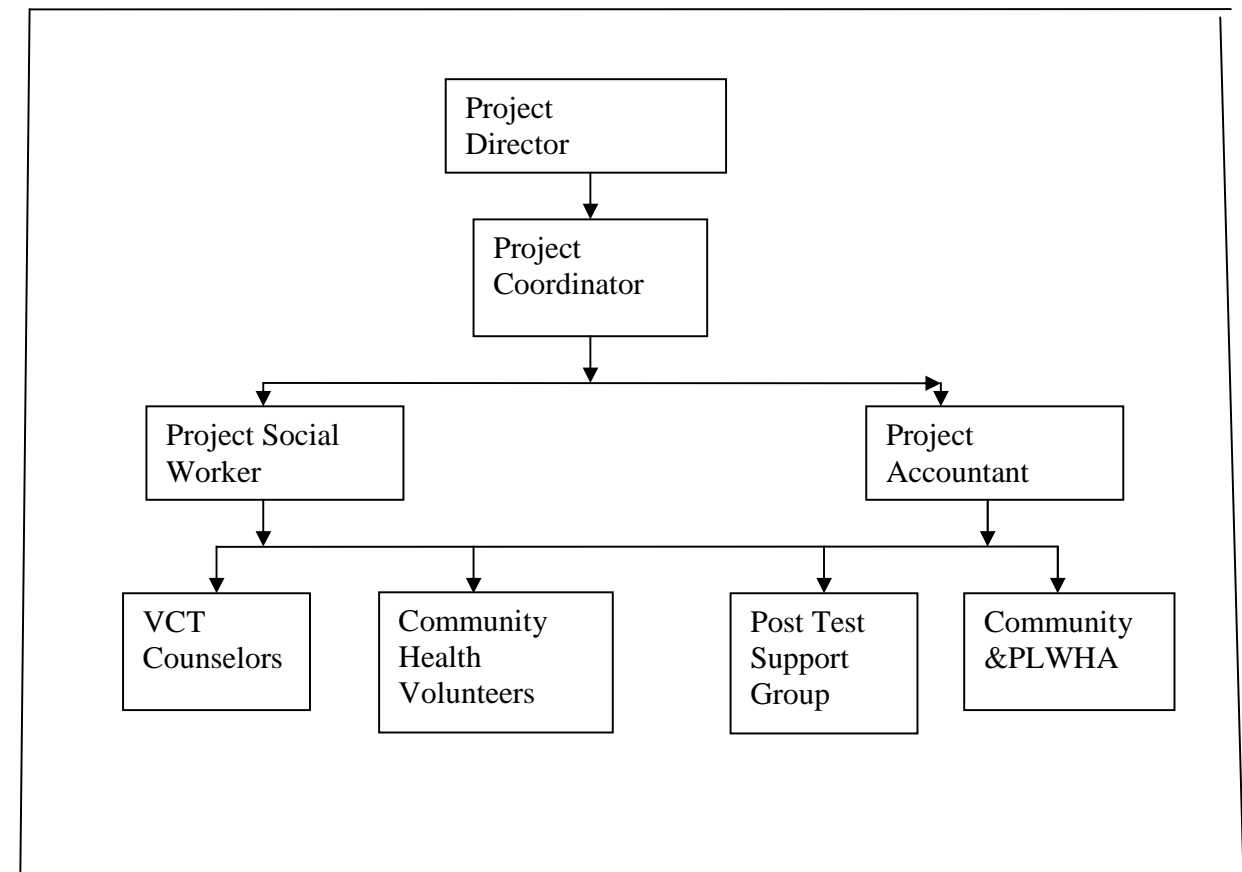 Project
Director
Project
Coordinator
Project Social
Worker
Project
Accountant
VCT
Counselors
Community
Health
Volunteers
Post Test
Support
Group
Community
&PLWHA